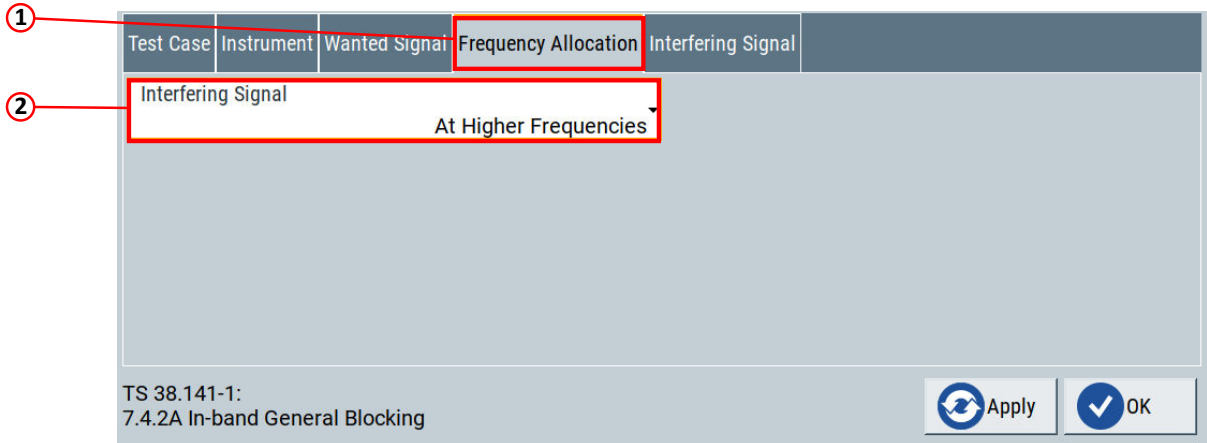 1
Test Case Instrument Wanted Signal Frequency Allocation Interfering Signal
2
Interfering Signal
At Higher Frequencies
TS 38.141-1:
7.4.2A In-band General Blocking
Apply OK